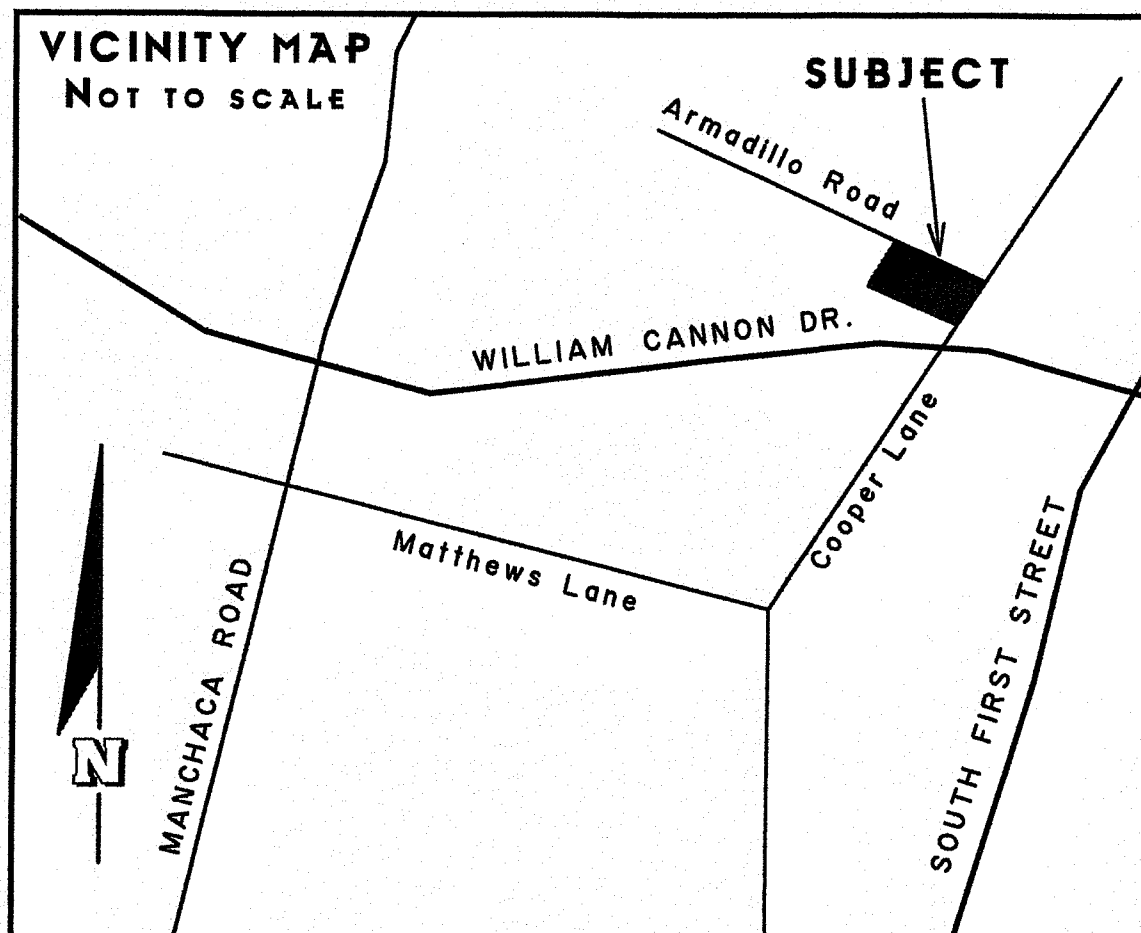 VICINITY MAP
NOT TO SCALE
SUBJECT
Armadillo Road
WILLIAM CANNON DR.
Cooper Lane
Matthews Lane
MANCHACA ROAD
SOUTH FIRST STREET
N